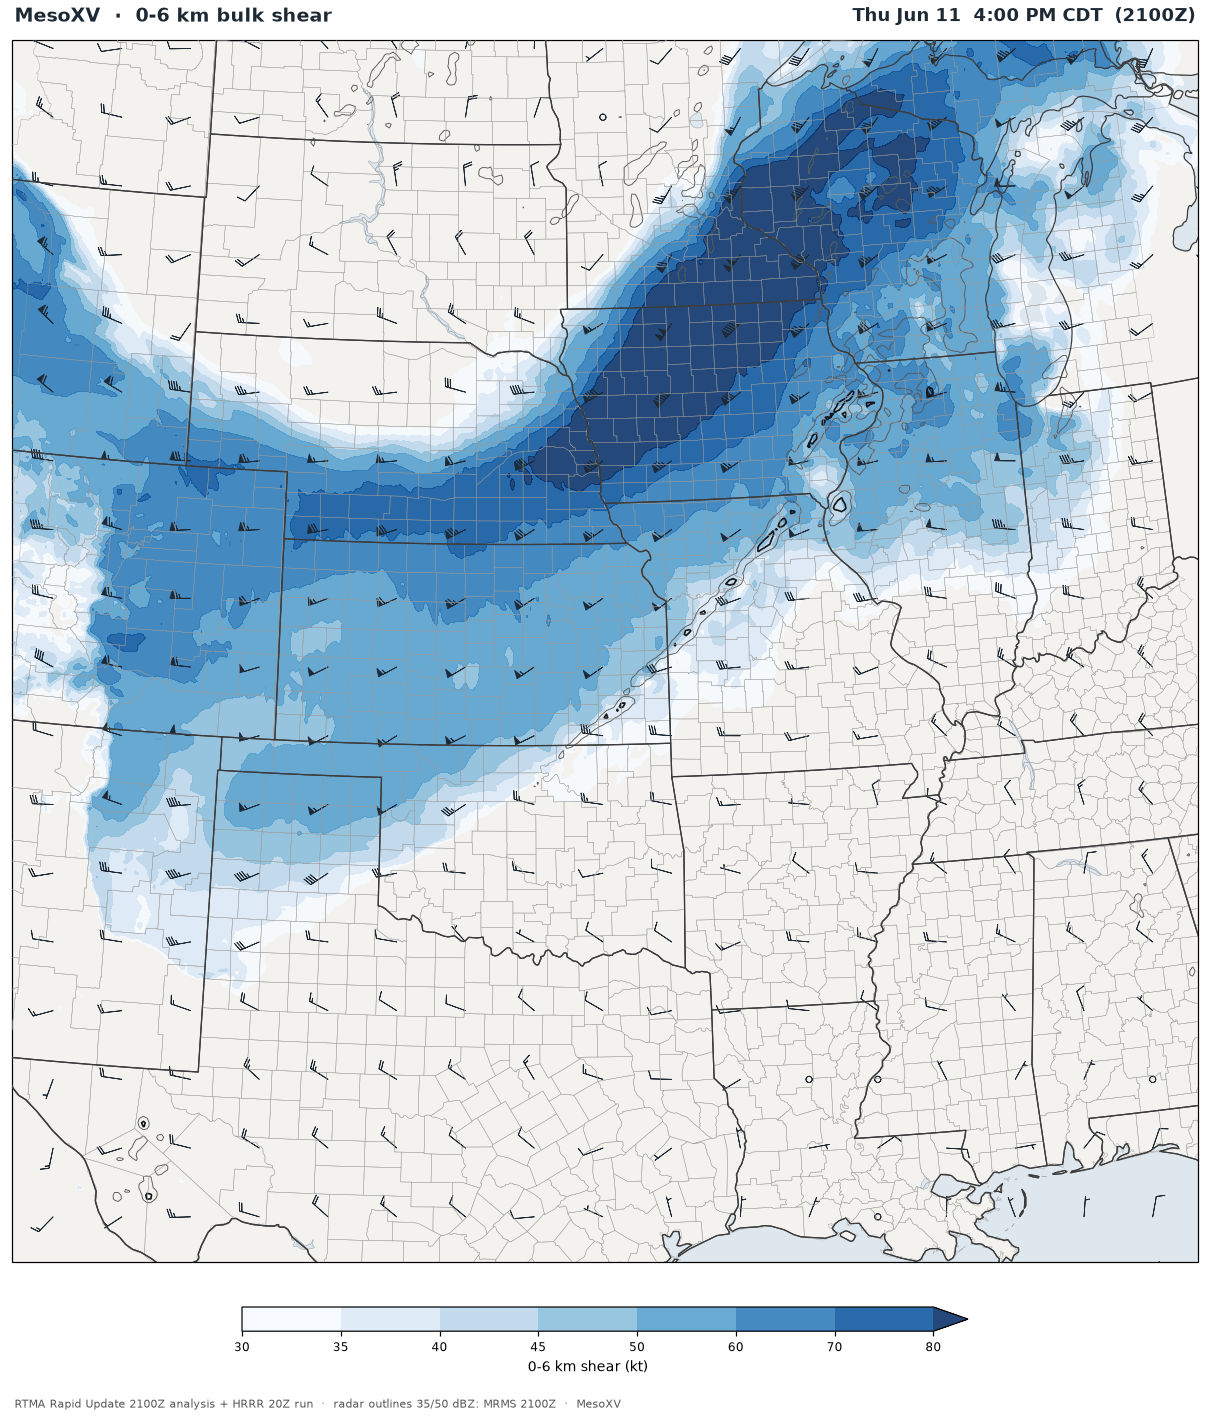 MesoXV · 0-6 km bulk shear
Thu Jun 11 4:00 PM CDT (2100Z)
30 35 40 45 50 60 70 80
0-6 km shear (kt)
RTMA Rapid Update 2100Z analysis + HRRR 20Z run · radar outlines 35/50 dBZ: MRMS 2100Z · MesoXV